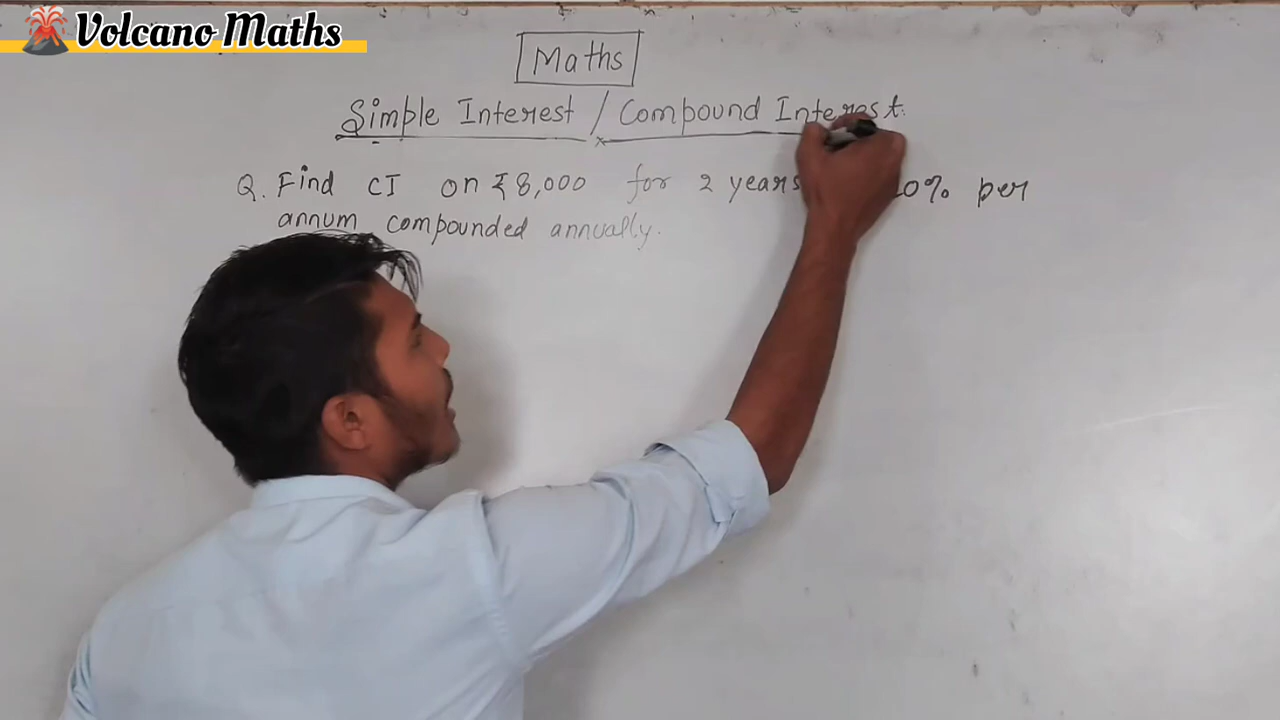 Volcano Maths
Maths
Simple Interest / Compound Interest.
Q. Find CI on ₹8,000 for 2 years 0% per
annum compounded annually.